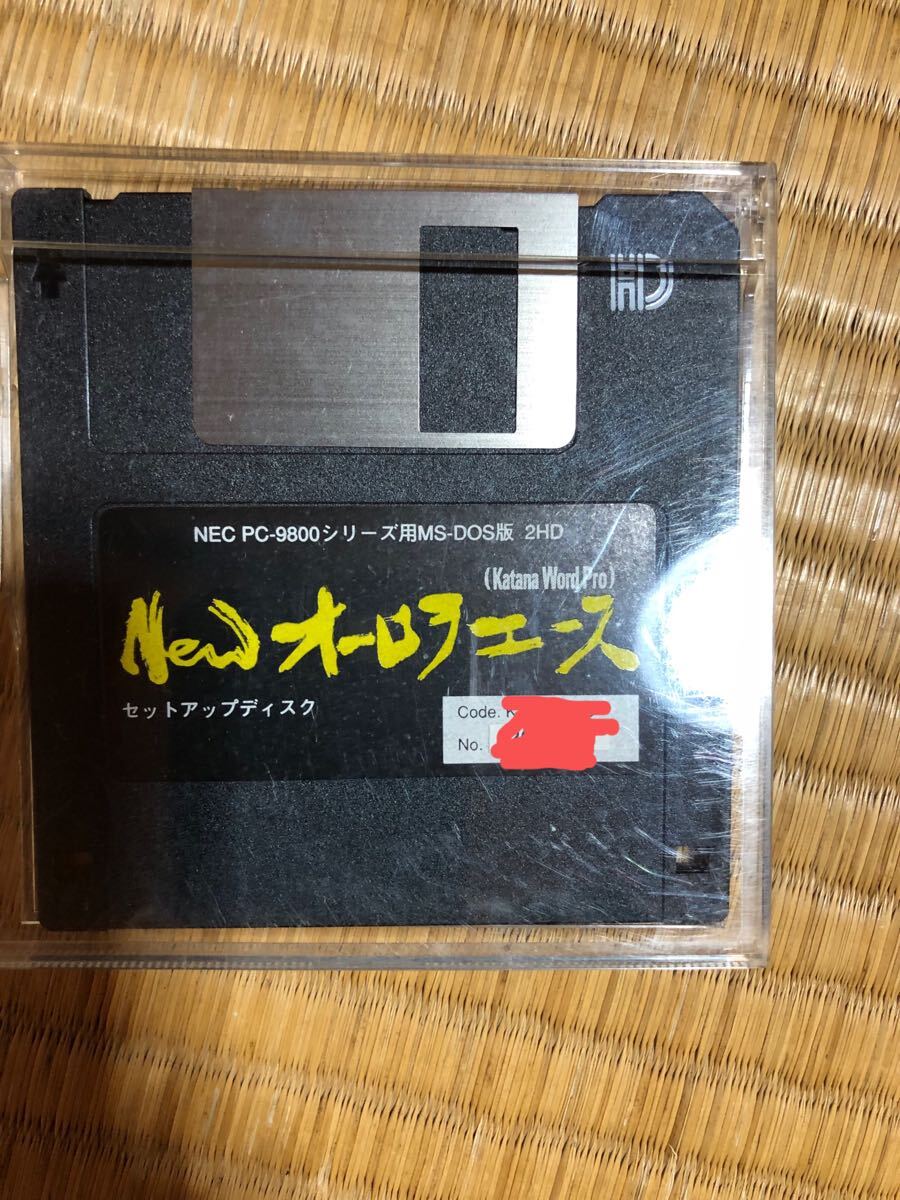 HD
NEC PC-9800シリーズ用MS-DOS版 2HD
(Katana Word Pro)
New オーロラエース
セットアップディスク
Code. K
No.